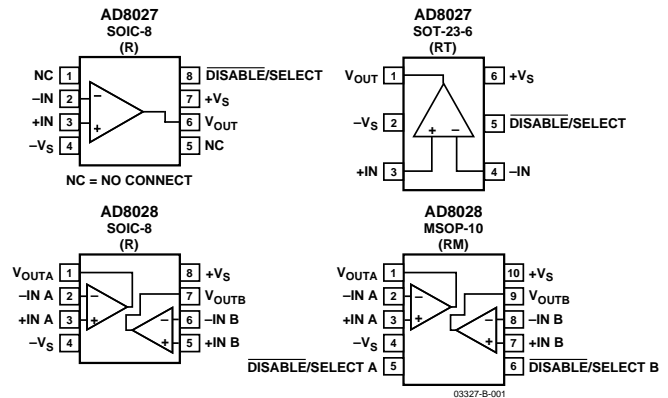 AD8027
SOIC-8
(R)
NC 1
–IN 2
+IN 3
–VS 4
8 DISABLE/SELECT
7 +VS
6 VOUT
5 NC
– +
NC = NO CONNECT
AD8027
SOT-23-6
(RT)
VOUT 1
–VS 2
+IN 3
6 +VS
5 DISABLE/SELECT
4 –IN
+ –
AD8028
SOIC-8
(R)
VOUTA 1
–IN A 2
+IN A 3
–VS 4
8 +VS
7 VOUTB
6 –IN B
5 +IN B
– +
– +
AD8028
MSOP-10
(RM)
VOUTA 1
–IN A 2
+IN A 3
–VS 4
DISABLE/SELECT A 5
10 +VS
9 VOUTB
8 –IN B
7 +IN B
6 DISABLE/SELECT B
– +
– +
03327-B-001